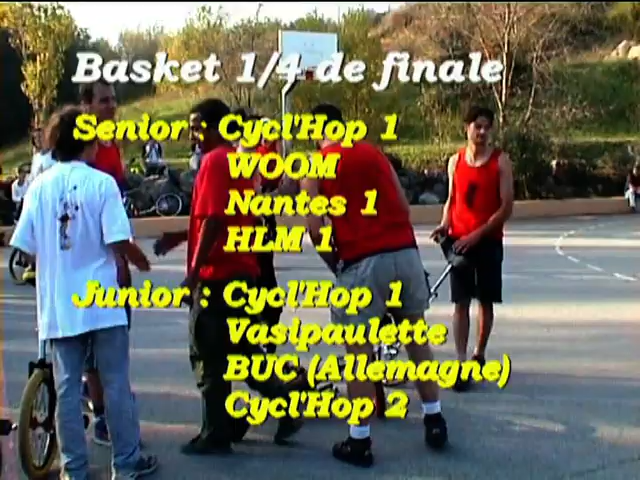 Basket 1/4 de finale
Senior : Cycl'Hop 1
WOOM
Nantes 1
HLM 1
Junior : Cycl'Hop 1
Vaslpaulette
BUC (Allemagne)
Cycl'Hop 2